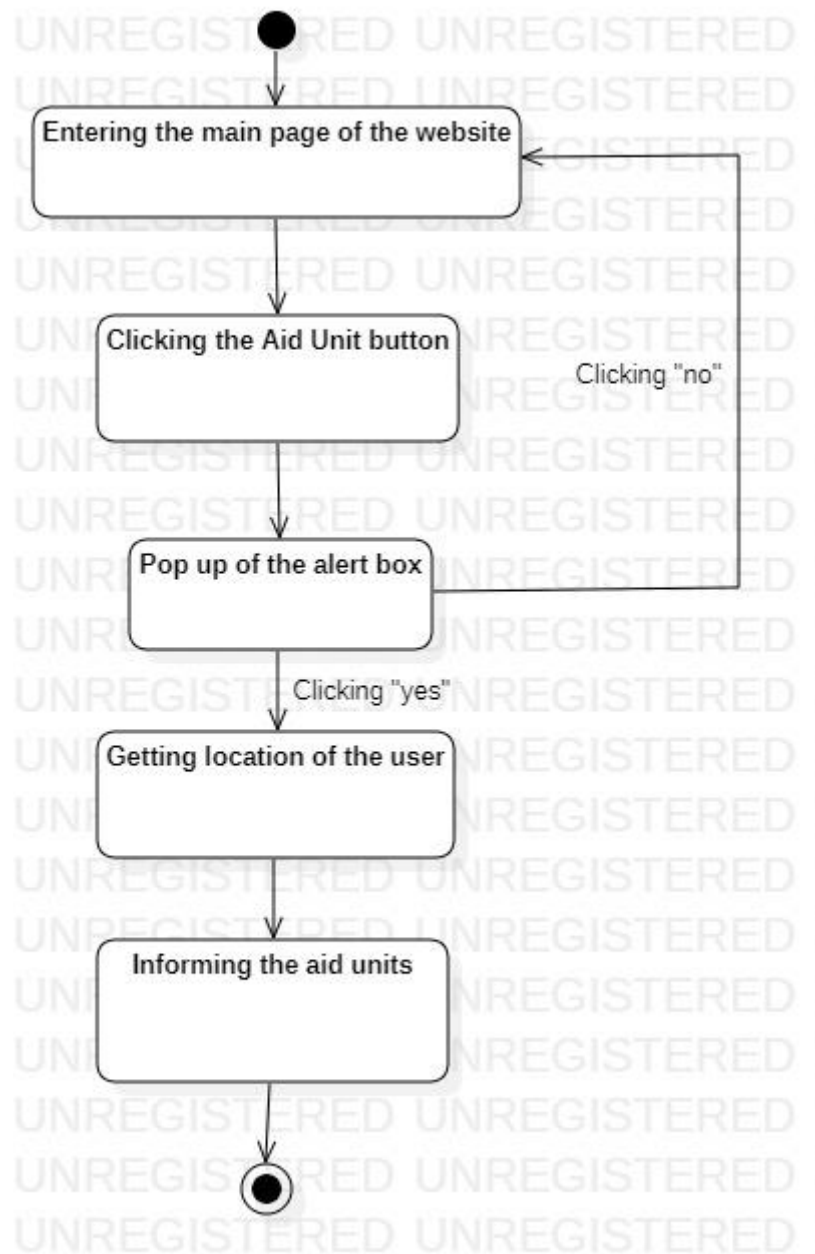 UNREGISTERED UNREGISTERED
Entering the main page of the website
Clicking the Aid Unit button
Clicking "no"
Pop up of the alert box
Clicking "yes"
Getting location of the user
Informing the aid units